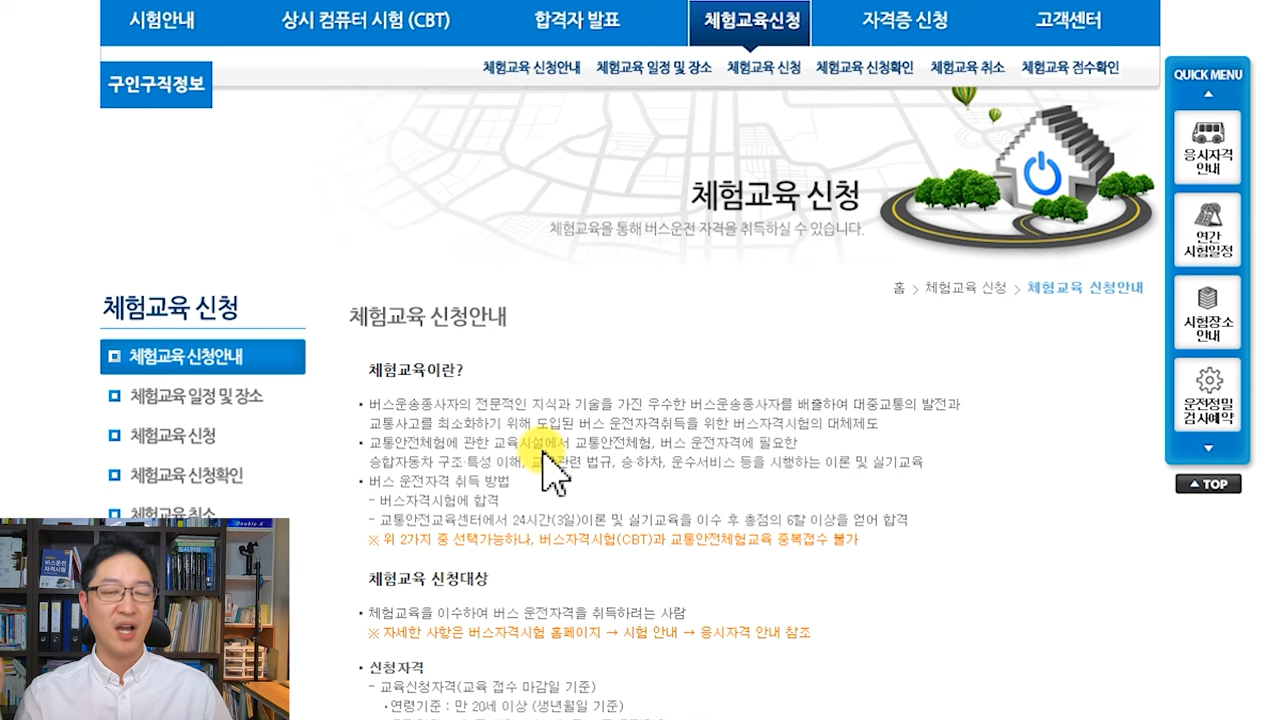 시험안내 상시 컴퓨터 시험 (CBT) 합격자 발표 체험교육신청 자격증 신청 고객센터
체험교육 신청안내 체험교육 일정 및 장소 체험교육 신청 체험교육 신청확인 체험교육 취소 체험교육 점수확인
구인구직정보
QUICK MENU
응시자격
안내
연간
시험일정
시험장소
안내
운전정밀
검사예약
TOP
체험교육 신청
체험교육을 통해 버스운전 자격을 취득하실 수 있습니다.
홈 > 체험교육 신청 > 체험교육 신청안내
체험교육 신청
체험교육 신청안내
체험교육 일정 및 장소
체험교육 신청
체험교육 신청확인
체험교육 취소
체험교육 신청안내
체험교육이란?
버스운송종사자의 전문적인 지식과 기술을 가진 우수한 버스운송종사자를 배출하여 대중교통의 발전과
교통사고를 최소화하기 위해 도입된 버스 운전자격취득을 위한 버스자격시험의 대체제도
교통안전체험에 관한 교육시설에서 교통안전체험, 버스 운전자격에 필요한
승합자동차 구조·특성 이해, 교통관련 법규, 승·하차, 운수서비스 등을 시행하는 이론 및 실기교육
버스 운전자격 취득 방법
- 버스자격시험에 합격
- 교통안전교육센터에서 24시간(3일)이론 및 실기교육을 이수 후 총점의 6할 이상을 얻어 합격
※ 위 2가지 중 선택가능하나, 버스자격시험(CBT)과 교통안전체험교육 중복접수 불가
체험교육 신청대상
체험교육을 이수하여 버스 운전자격을 취득하려는 사람
※ 자세한 사항은 버스자격시험 홈페이지 → 시험 안내 → 응시자격 안내 참조
신청자격
- 교육신청자격(교육 접수 마감일 기준)
·연령기준 : 만 20세 이상 (생년월일 기준)
Double A
버스운전
자격시험